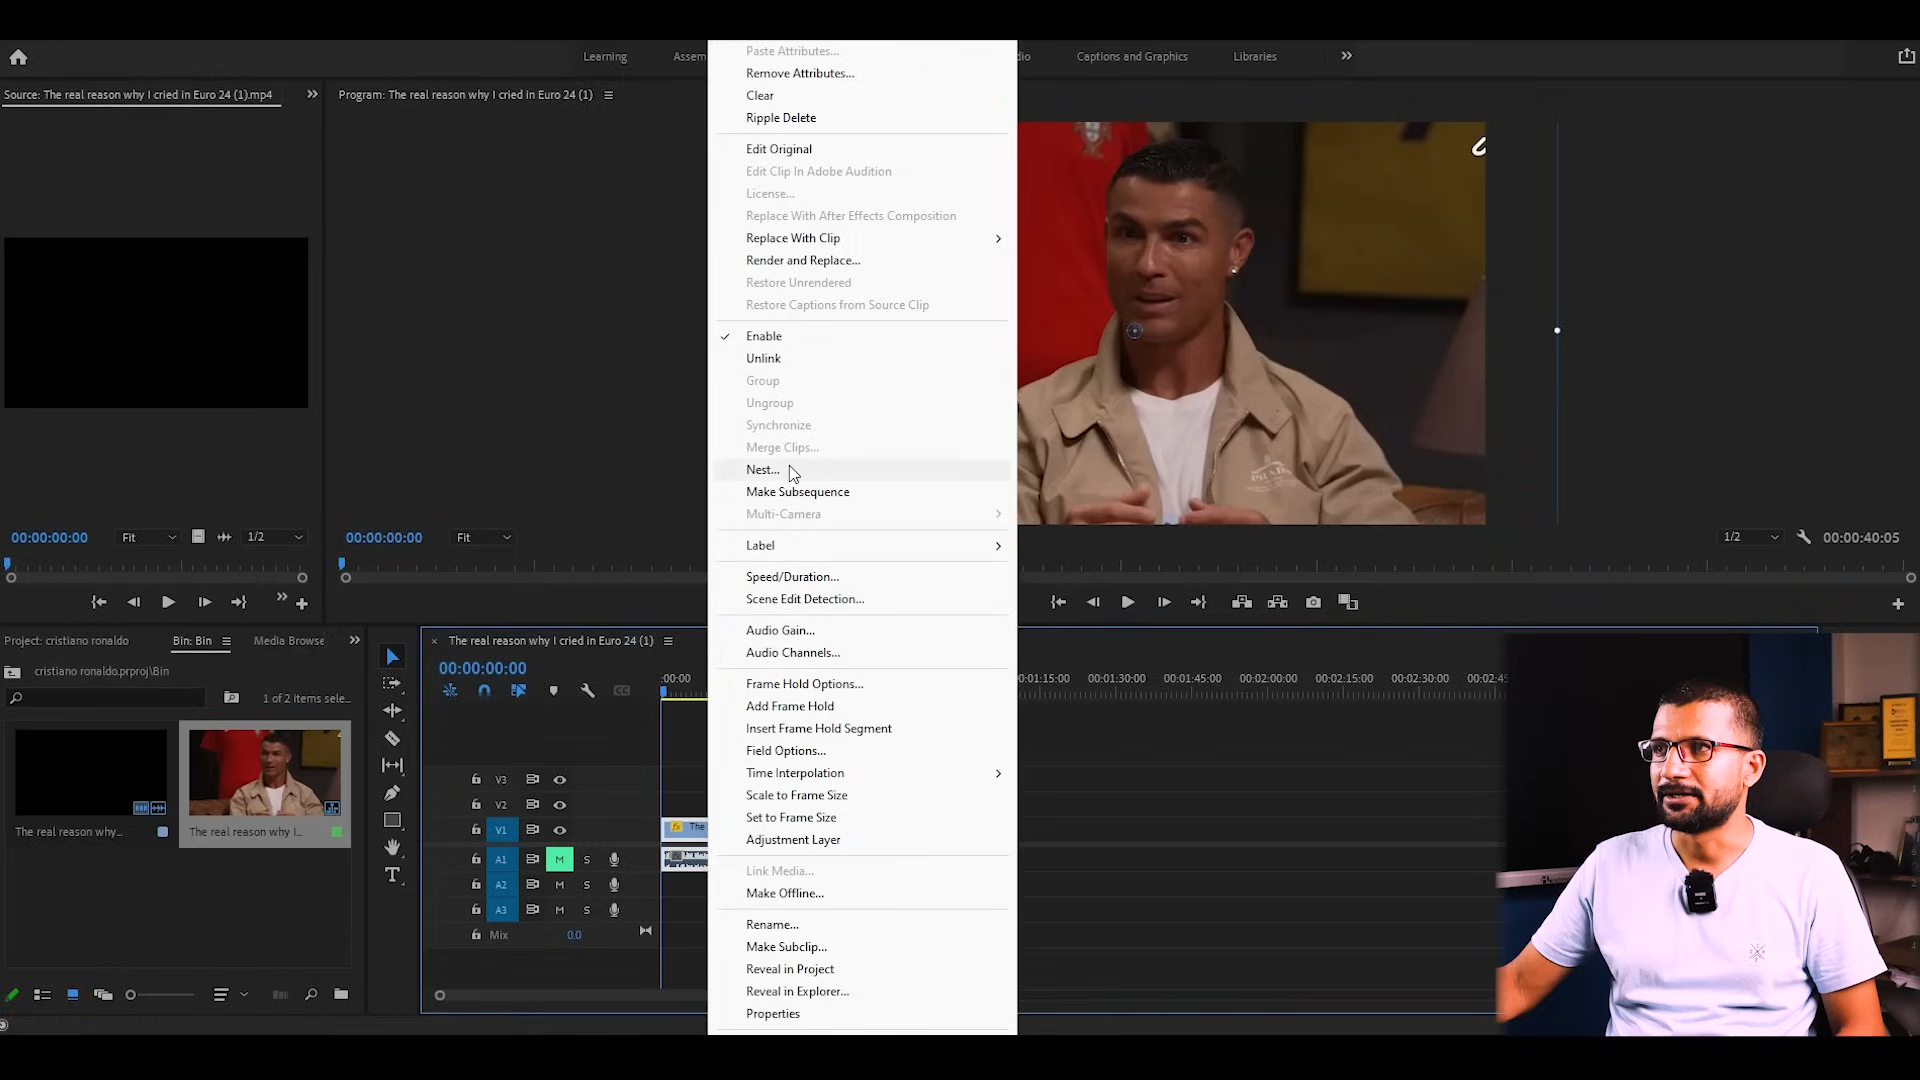 Learning
Assem
dio
Captions and Graphics
Libraries
Source: The real reason why I cried in Euro 24 (1).mp4
Program: The real reason why I cried in Euro 24 (1)
Paste Attributes...
Remove Attributes...
Clear
Ripple Delete
Edit Original
Edit Clip In Adobe Audition
License...
Replace With After Effects Composition
Replace With Clip
Render and Replace...
Restore Unrendered
Restore Captions from Source Clip
Enable
Unlink
Group
Ungroup
Synchronize
Merge Clips...
Nest...
Make Subsequence
Multi-Camera
Label
Speed/Duration...
Scene Edit Detection...
Audio Gain...
Audio Channels...
Frame Hold Options...
Add Frame Hold
Insert Frame Hold Segment
Field Options...
Time Interpolation
Scale to Frame Size
Set to Frame Size
Adjustment Layer
Link Media...
Make Offline...
Rename...
Make Subclip...
Reveal in Project
Reveal in Explorer...
Properties
PRADA
00:00:00:00
Fit
1/2
00:00:00:00
Fit
1/2
00:00:40:05
Project: cristiano ronaldo
Bin: Bin
Media Browse
cristiano ronaldo.prproj\Bin
1 of 2 items sele...
The real reason why...
The real reason why I...
The real reason why I cried in Euro 24 (1)
00:00:00:00
:00:00
0:01:15:00
00:01:30:00
00:01:45:00
00:02:00:00
00:02:15:00
00:02:30:00
00:02:45
V3
V2
V1
The
A1
M
S
A2
M
S
A3
M
S
Mix
0.0